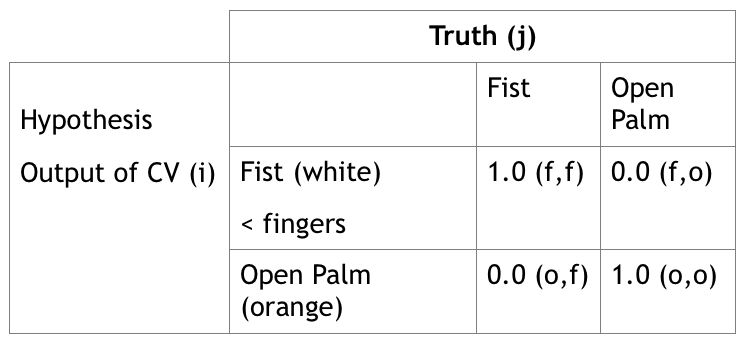 Truth (j)
Hypothesis
Output of CV (i)
Fist
Open
Palm
Fist (white)
< fingers
1.0 (f,f)
0.0 (f,o)
Open Palm
(orange)
0.0 (o,f)
1.0 (o,o)